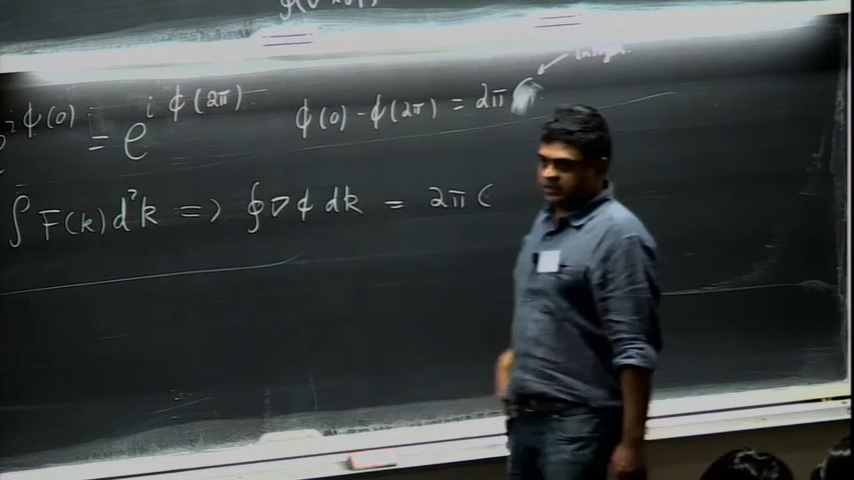 e^{iϕ(0)} = e^{iϕ(2π)} ϕ(0) - ϕ(2π) = 2π C
∫F(k)d²k => ∮∇ϕ dk = 2π C